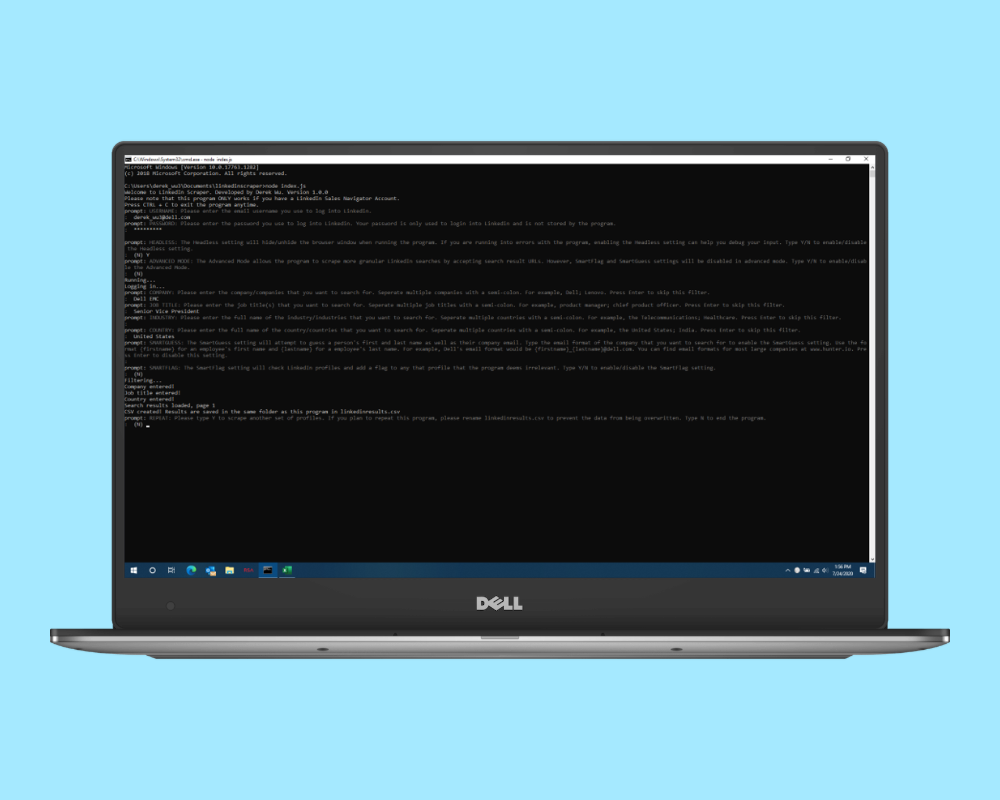 C:\Windows\System32\cmd.exe - node index.js
Microsoft Windows [Version 10.0.17763.1282]
(c) 2018 Microsoft Corporation. All rights reserved.
C:\Users\derek_wu3\Documents\linkedinscraper>node index.js
Welcome to LinkedIn Scraper. Developed by Derek Wu. Version 1.0.0
Please note that this program ONLY works if you have a LinkedIn Sales Navigator Account.
Press CTRL + C to exit the program anytime.
prompt: USERNAME: Please enter the email username you use to log into LinkedIn.
: derek_wu3@dell.com
prompt: PASSWORD: Please enter the password you use to log into LinkedIn. Your password is only used to login into LinkedIn and is not stored by the program.
: *********
prompt: HEADLESS: The Headless setting will hide/unhide the browser window when running the program. If you are running into errors with the program, enabling the Headless setting can help you debug your input. Type Y/N to enable/disable
the Headless setting.
: (N) Y
prompt: ADVANCED MODE: The Advanced Mode allows the program to scrape more granular LinkedIn searches by accepting search result URLs. However, SmartFlag and SmartGuess settings will be disabled in advanced mode. Type Y/N to enable/disab
le the Advanced Mode.
: (N)
Running...
Logging in...
prompt: COMPANY: Please enter the company/companies that you want to search for. Seperate multiple companies with a semi-colon. For example, Dell; Lenovo. Press Enter to skip this filter.
: Dell EMC
prompt: JOB TITLE: Please enter the job title(s) that you want to search for. Seperate multiple job titles with a semi-colon. For example, product manager; chief product officer. Press Enter to skip this filter.
: Senior Vice President
prompt: INDUSTRY: Please enter the full name of the industry/industries that you want to search for. Seperate multiple countries with a semi-colon. For example, the Telecommunications; Healthcare. Press Enter to skip this filter.
:
prompt: COUNTRY: Please enter the full name of the country/countries that you want to search for. Seperate multiple countries with a semi-colon. For example, the United States; India. Press Enter to skip this filter.
: United States
prompt: SMARTGUESS: The SmartGuess setting will attempt to guess a person's first and last name as well as their company email. Type the email format of the company that you want to search for to enable the SmartGuess setting. Use the fo
rmat {firstname} for an employee's first name and {lastname} for a employee's last name. For example, Dell's email format would be {firstname}_{lastname}@dell.com. You can find email formats for most large companies at www.hunter.io. Pre
ss Enter to disable this setting.
:
prompt: SMARTFLAG: The SmartFlag setting will check LinkedIn profiles and add a flag to any that profile that the program deems irrelevant. Type Y/N to enable/disable the SmartFlag setting.
: (N)
Filtering...
Company entered!
Job title entered!
Country entered!
Search results loaded, page 1
CSV created! Results are saved in the same folder as this program in linkedinresults.csv
prompt: REPEAT: Please type Y to scrape another set of profiles. If you plan to repeat this program, please rename linkedinresults.csv to prevent the data from being overwritten. Type N to end the program.
: (N)
1:56 PM
7/24/2020
DELL